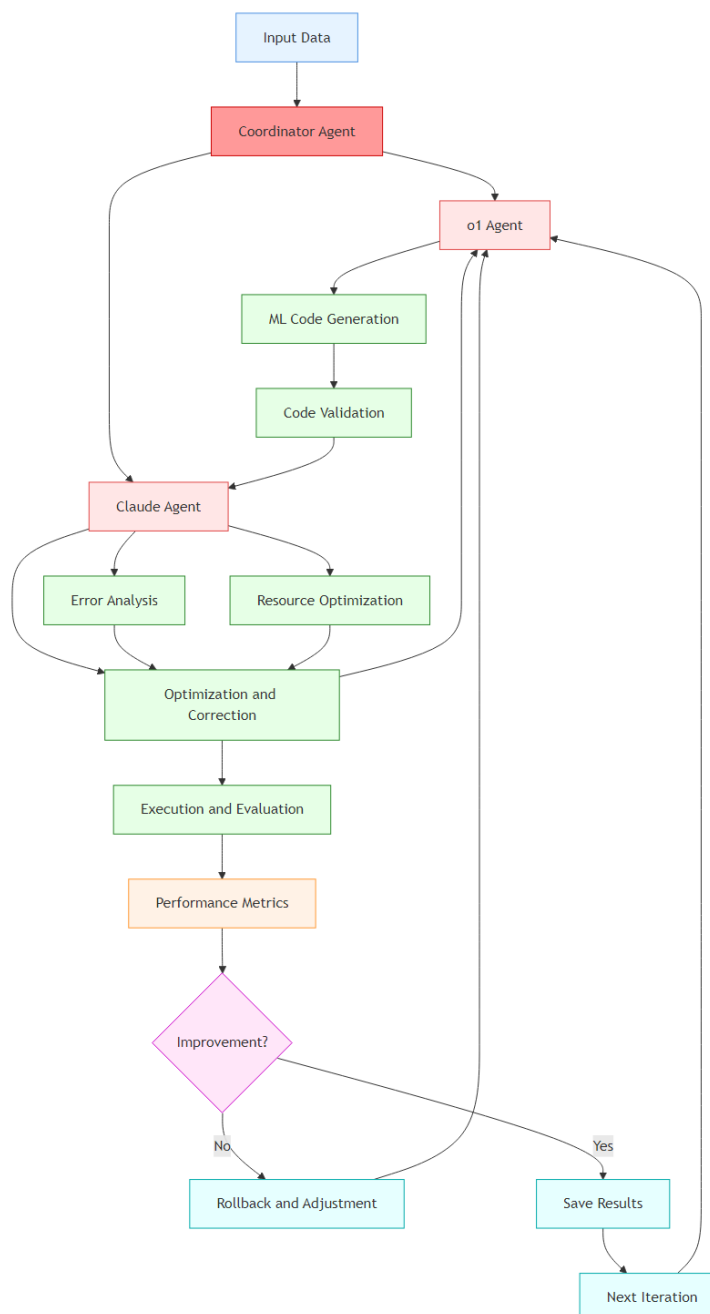 Input Data
Coordinator Agent
o1 Agent
ML Code Generation
Code Validation
Claude Agent
Error Analysis
Resource Optimization
Optimization and
Correction
Execution and Evaluation
Performance Metrics
Improvement?
No
Yes
Rollback and Adjustment
Save Results
Next Iteration